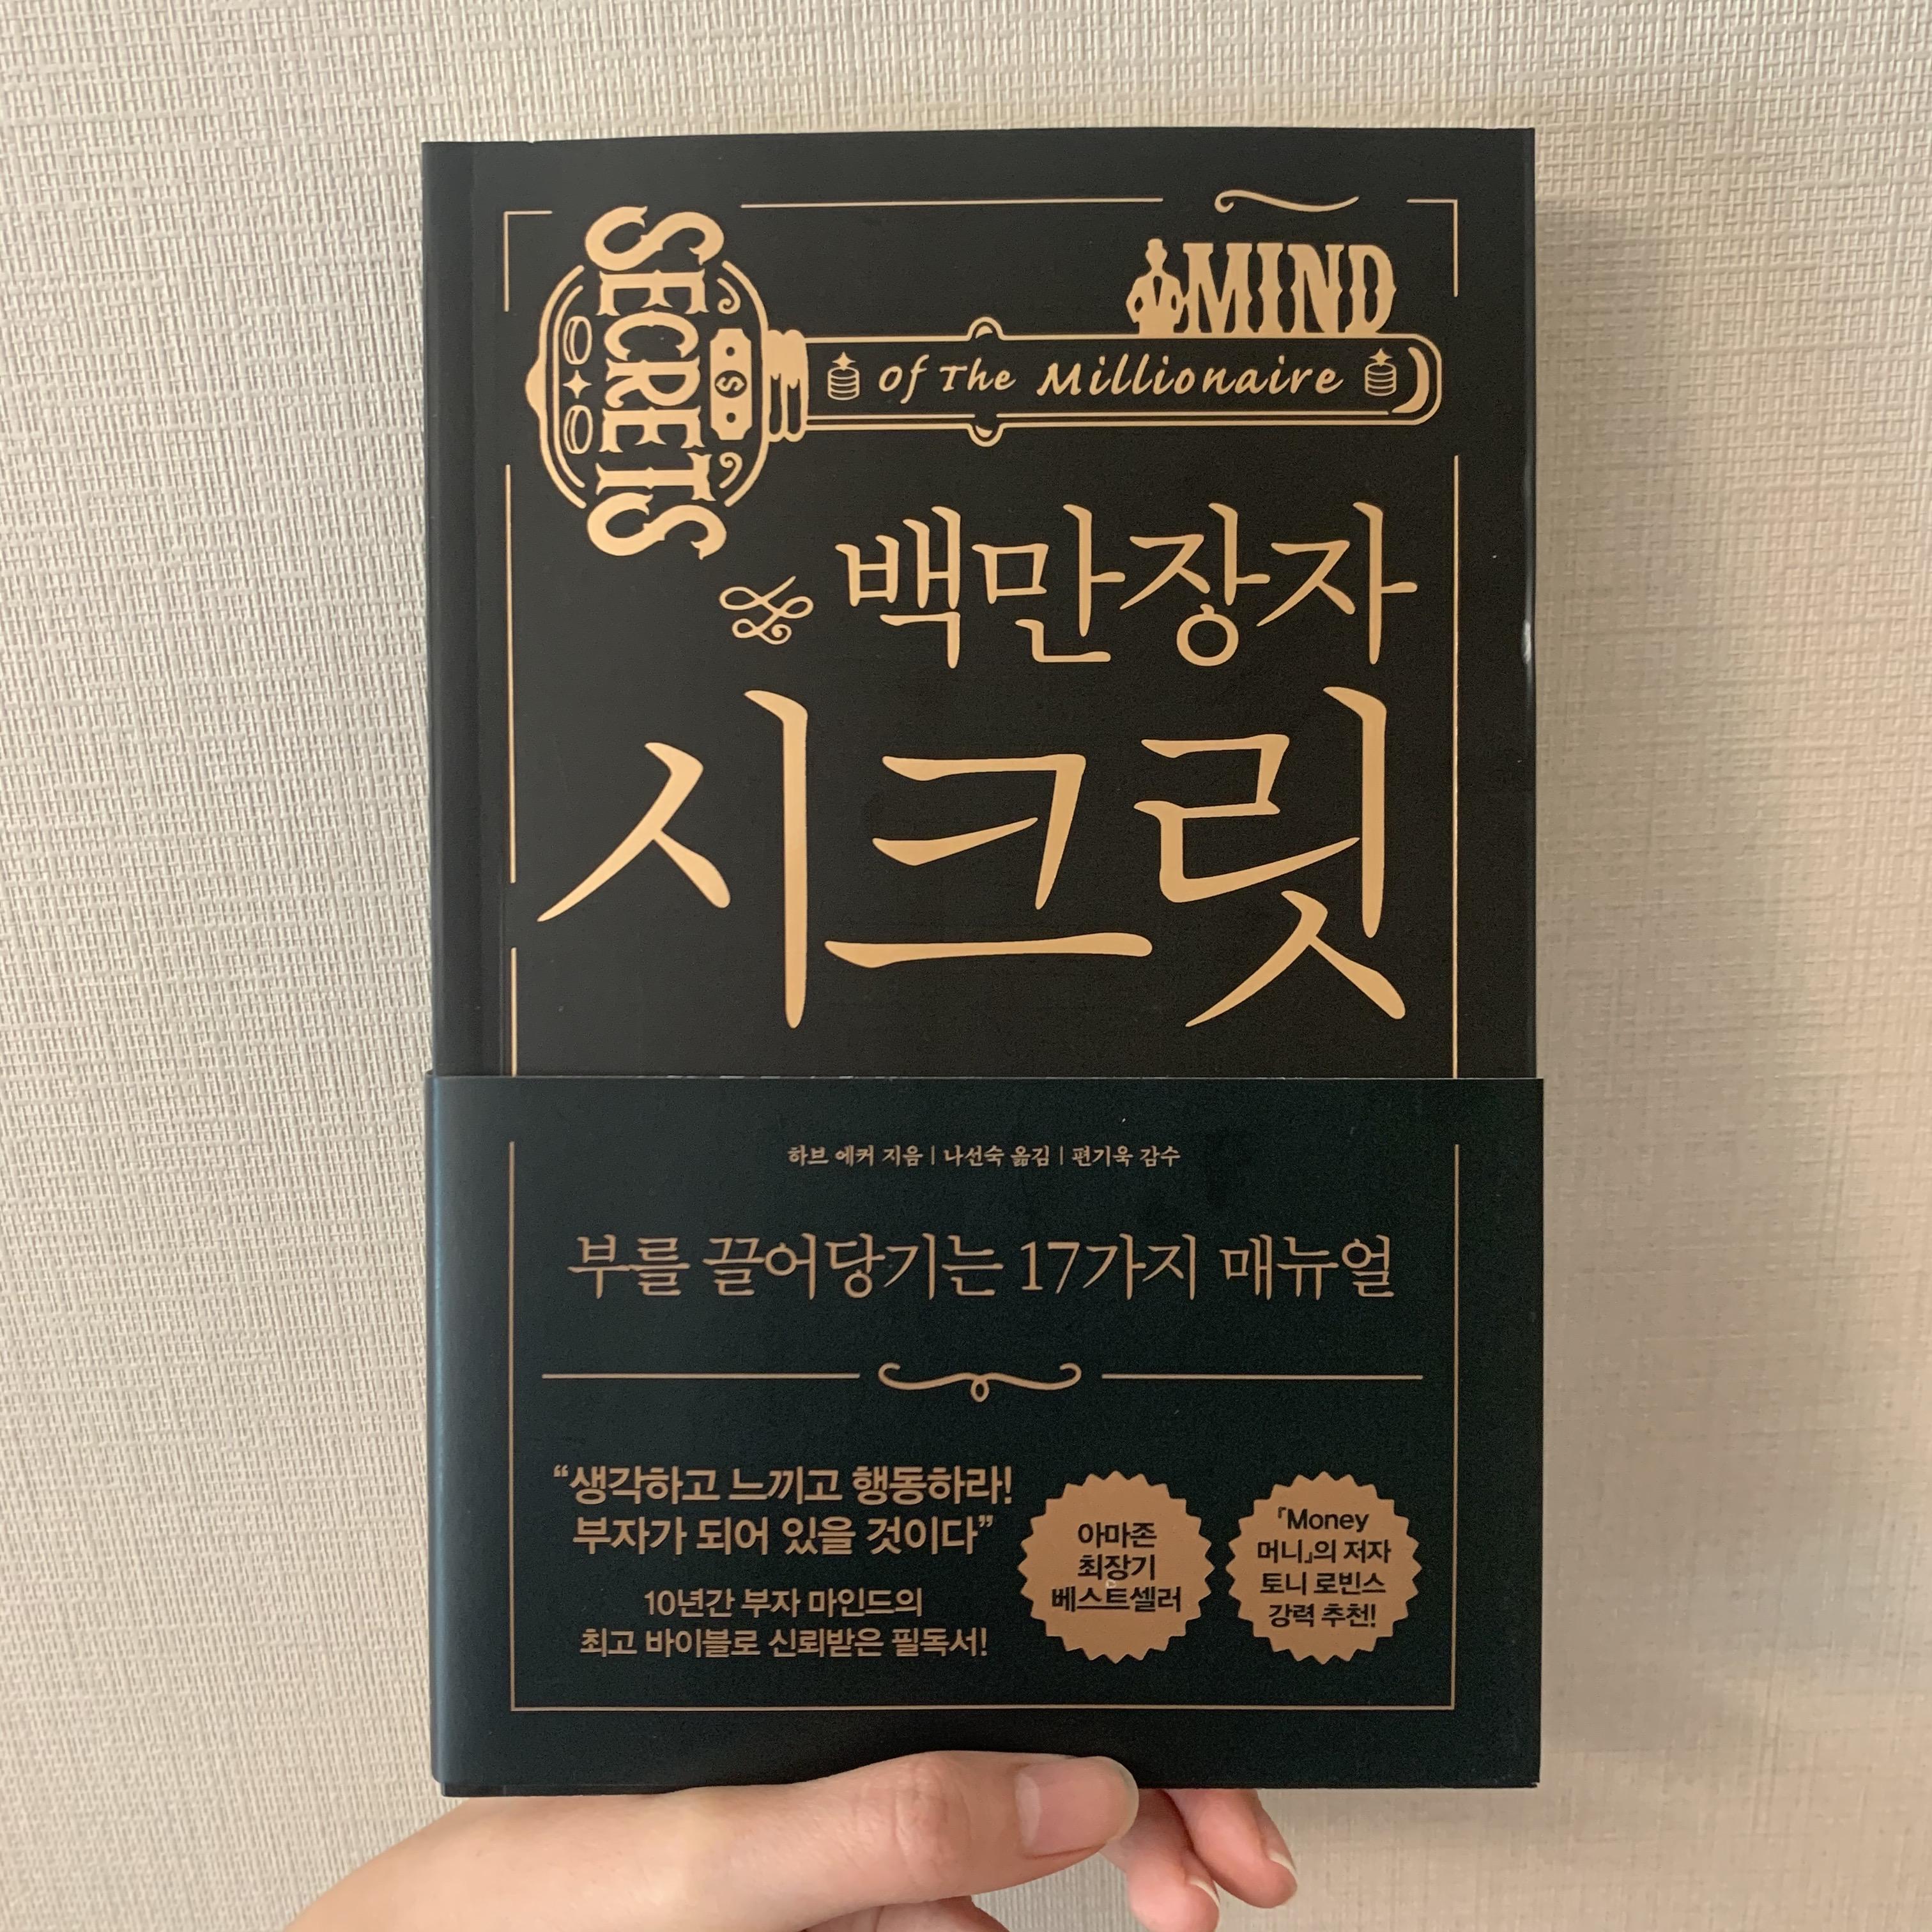 SECRETS
Of The Millionaire
MIND
백만장자
시크릿
하브 에커 지음 | 나선숙 옮김 | 편기욱 감수
부를 끌어당기는 17가지 매뉴얼
“생각하고 느끼고 행동하라!
부자가 되어 있을 것이다”
10년간 부자 마인드의
최고 바이블로 신뢰받은 필독서!
아마존
최장기
베스트셀러
『Money
머니』의 저자
토니 로빈스
강력 추천!